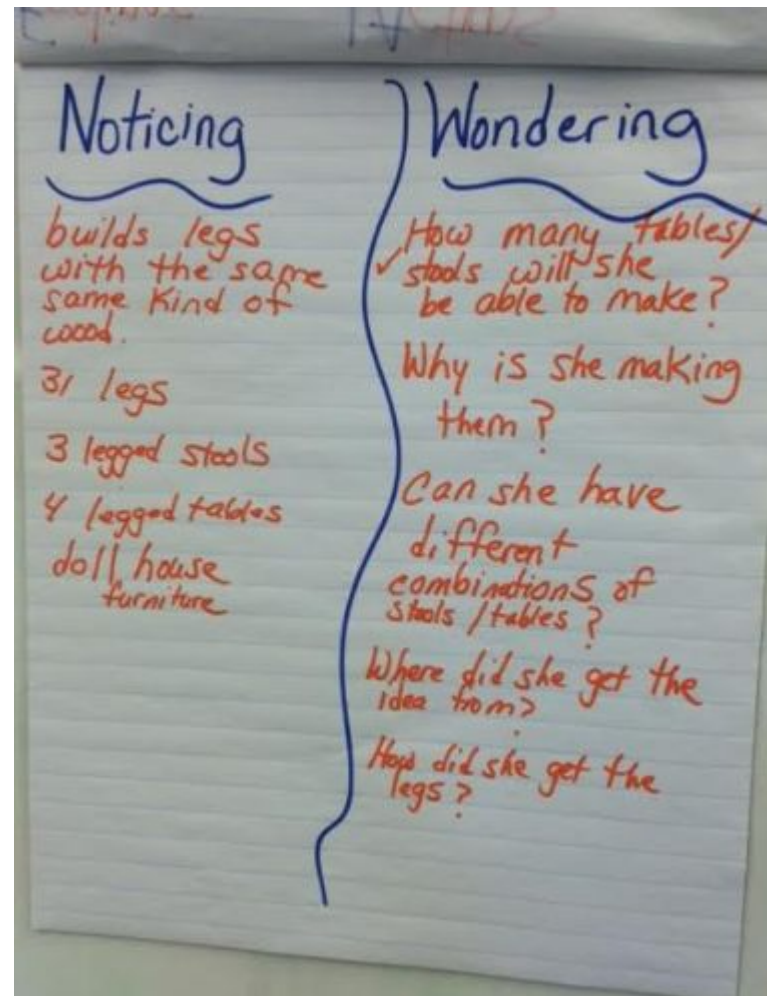 Noticing
builds legs
with the same
same kind of
wood.
31 legs
3 legged stools
4 legged tables
doll house
furniture
Wondering
How many tables/
✓ stools will she
be able to make?
Why is she making
them?
Can she have
different
combinations of
stools / tables?
Where did she get the
idea from?
How did she get the
legs?